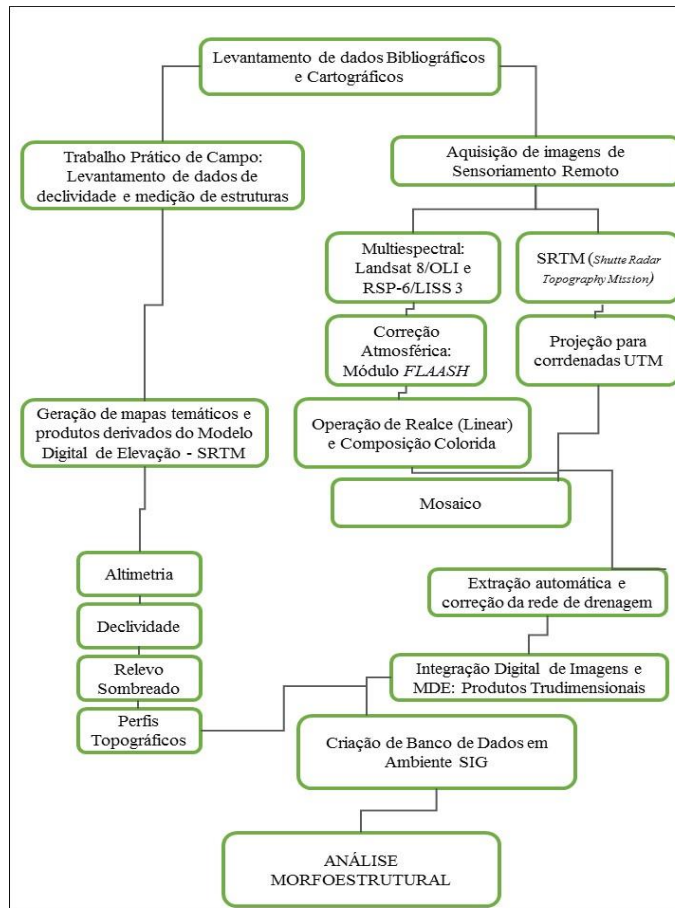 Levantamento de dados Bibliográficos
e Cartográficos
Trabalho Prático de Campo:
Levantamento de dados de
declividade e medição de estruturas
Aquisição de imagens de
Sensoriamento Remoto
Multiespectral:
Landsat 8/OLI e
RSP-6/LISS 3
SRTM (Shutte Radar
Topography Mission)
Correção
Atmosférica:
Módulo FLAASH
Projeção para
corrdenadas UTM
Geração de mapas temáticos e
produtos derivados do Modelo
Digital de Elevação - SRTM
Operação de Realce (Linear)
e Composição Colorida
Mosaico
Altimetria
Declividade
Relevo
Sombreado
Perfis
Topográficos
Extração automática e
correção da rede de drenagem
Integração Digital de Imagens e
MDE: Produtos Trudimensionais
Criação de Banco de Dados em
Ambiente SIG
ANÁLISE
MORFOESTRUTURAL